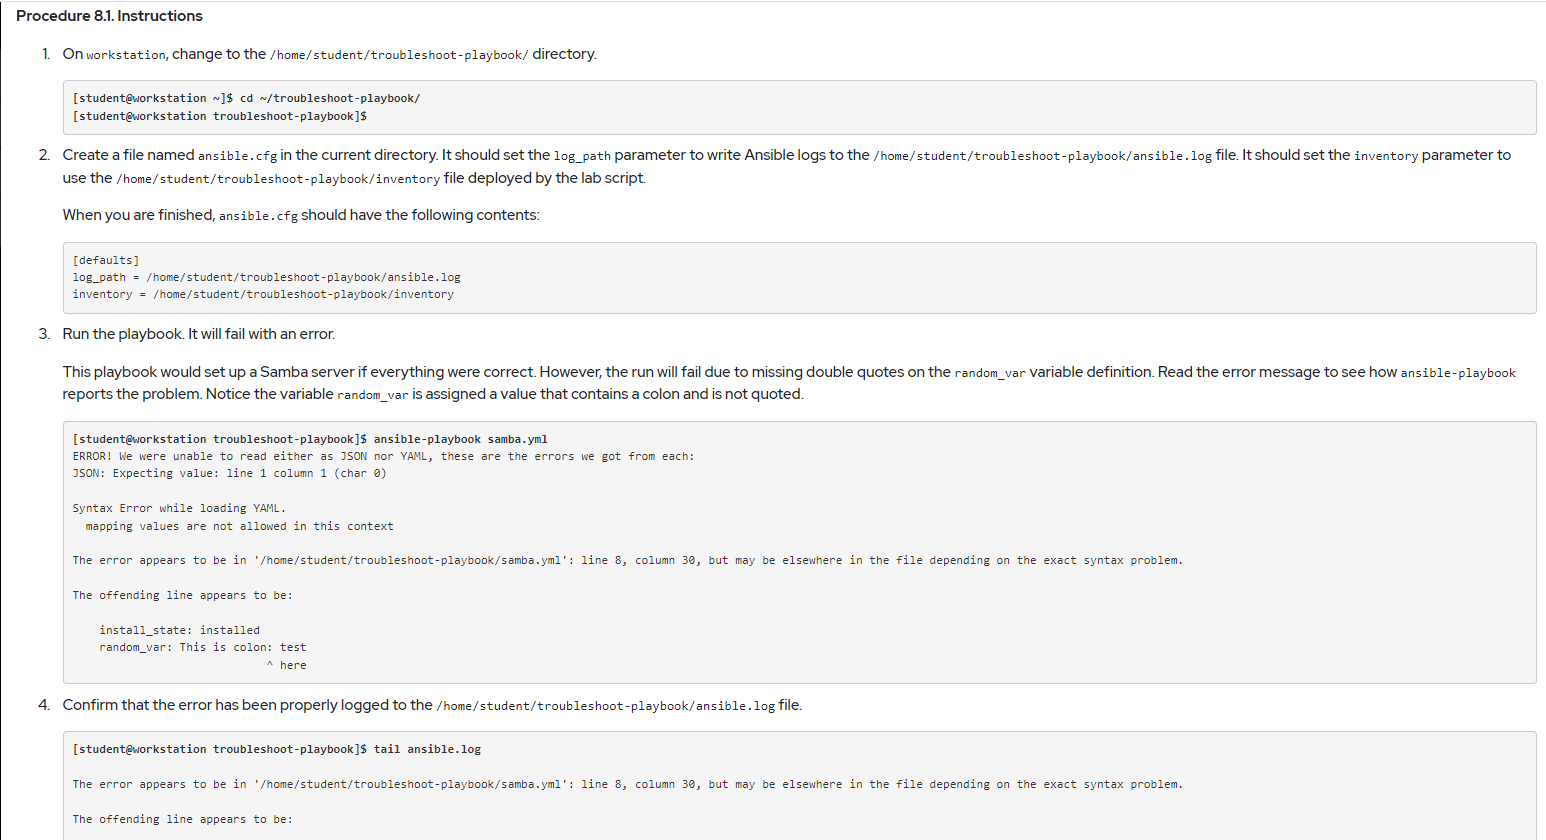 Procedure 8.1. Instructions
1. On workstation, change to the /home/student/troubleshoot-playbook/ directory.
[student@workstation ~]$ cd ~/troubleshoot-playbook/
[student@workstation troubleshoot-playbook]$
2. Create a file named ansible.cfg in the current directory. It should set the log_path parameter to write Ansible logs to the /home/student/troubleshoot-playbook/ansible.log file. It should set the inventory parameter to
use the /home/student/troubleshoot-playbook/inventory file deployed by the lab script.
When you are finished, ansible.cfg should have the following contents:
[defaults]
log_path = /home/student/troubleshoot-playbook/ansible.log
inventory = /home/student/troubleshoot-playbook/inventory
3. Run the playbook. It will fail with an error.
This playbook would set up a Samba server if everything were correct. However, the run will fail due to missing double quotes on the random_var variable definition. Read the error message to see how ansible-playbook
reports the problem. Notice the variable random_var is assigned a value that contains a colon and is not quoted.
[student@workstation troubleshoot-playbook]$ ansible-playbook samba.yml
ERROR! We were unable to read either as JSON nor YAML, these are the errors we got from each:
JSON: Expecting value: line 1 column 1 (char 0)
Syntax Error while loading YAML.
  mapping values are not allowed in this context
The error appears to be in '/home/student/troubleshoot-playbook/samba.yml': line 8, column 30, but may be elsewhere in the file depending on the exact syntax problem.
The offending line appears to be:
    install_state: installed
    random_var: This is colon: test
                             ^ here
4. Confirm that the error has been properly logged to the /home/student/troubleshoot-playbook/ansible.log file.
[student@workstation troubleshoot-playbook]$ tail ansible.log
The error appears to be in '/home/student/troubleshoot-playbook/samba.yml': line 8, column 30, but may be elsewhere in the file depending on the exact syntax problem.
The offending line appears to be: